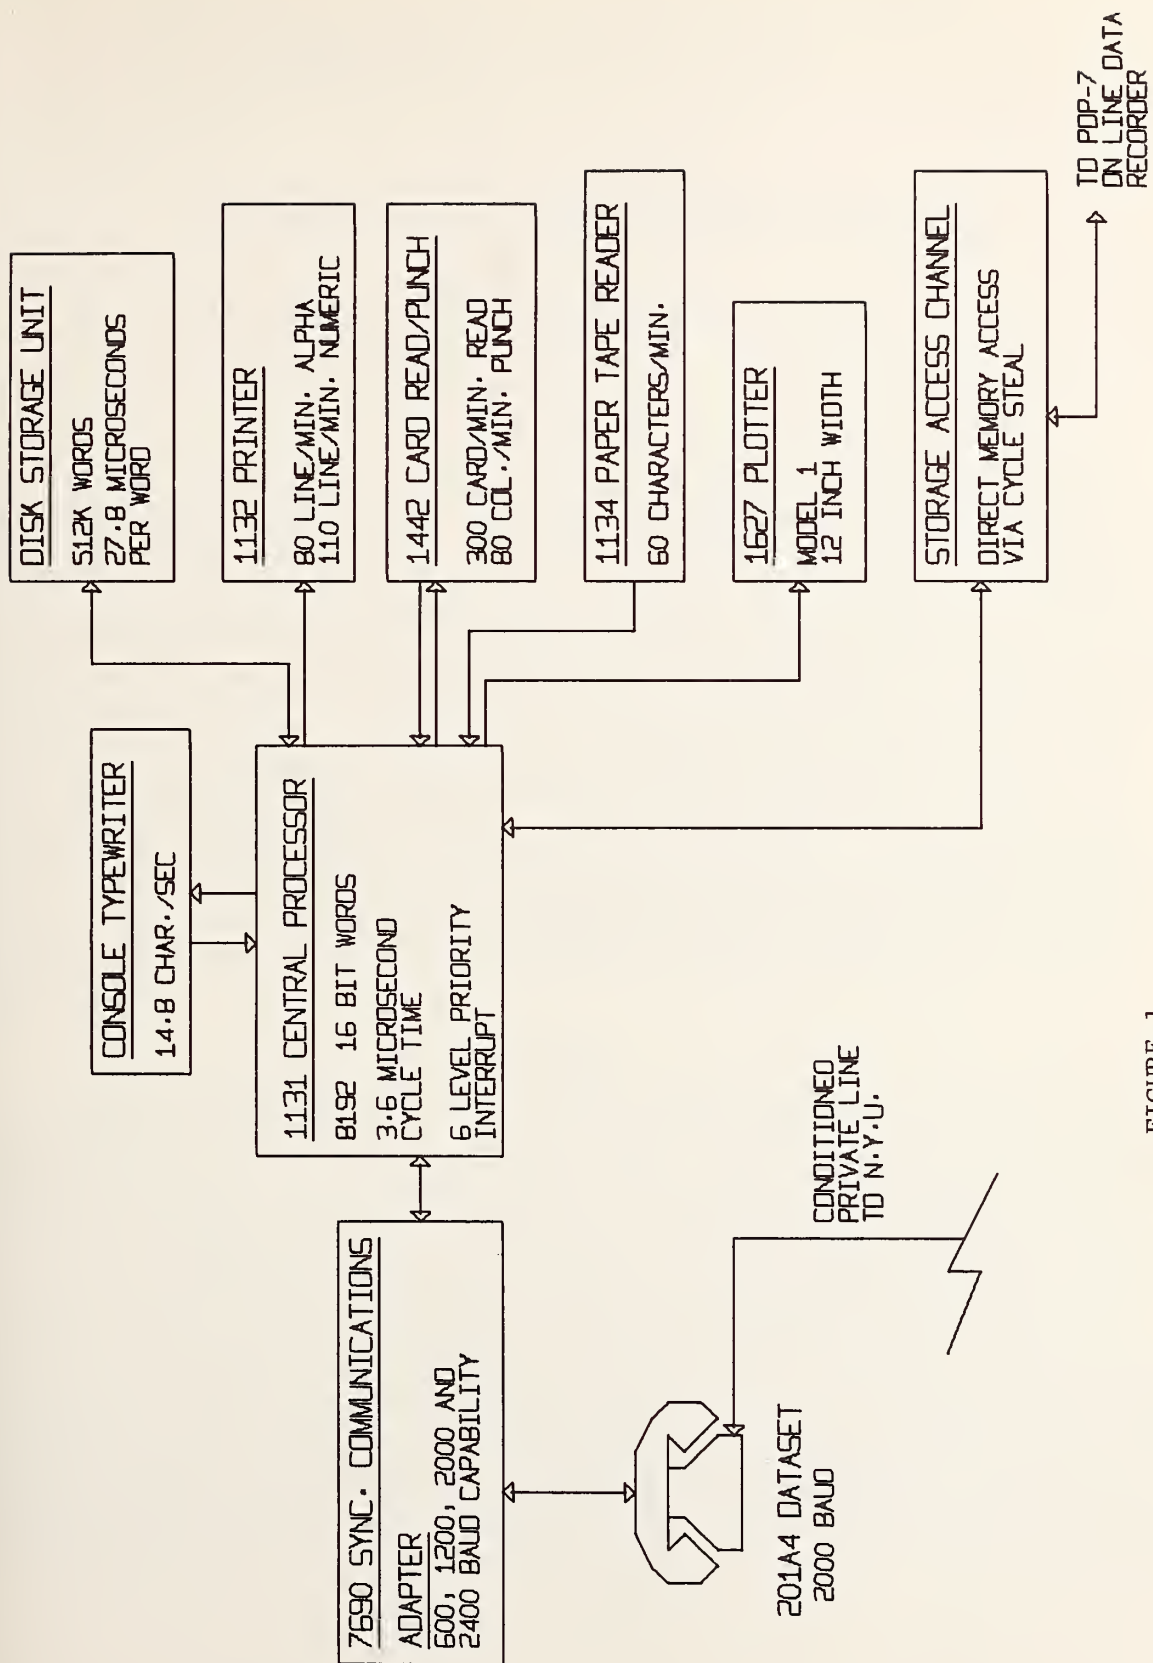 DISK STORAGE UNIT
512K WORDS
27.8 MICROSECONDS
PER WORD
CONSOLE TYPEWRITER
14.8 CHAR./SEC
1132 PRINTER
80 LINE/MIN. ALPHA
110 LINE/MIN. NUMERIC
1131 CENTRAL PROCESSOR
8192 16 BIT WORDS
3.6 MICROSECOND
CYCLE TIME
6 LEVEL PRIORITY
INTERRUPT
1442 CARD READ/PUNCH
300 CARD/MIN. READ
80 COL./MIN. PUNCH
7690 SYNC. COMMUNICATIONS
ADAPTER
600, 1200, 2000 AND
2400 BAUD CAPABILITY
1134 PAPER TAPE READER
60 CHARACTERS/MIN.
1627 PLOTTER
MODEL 1
12 INCH WIDTH
201A4 DATASET
2000 BAUD
CONDITIONED
PRIVATE LINE
TO N.Y.U.
STORAGE ACCESS CHANNEL
DIRECT MEMORY ACCESS
VIA CYCLE STEAL
TO PDP-7
ON LINE DATA
RECORDER
FIGURE 1